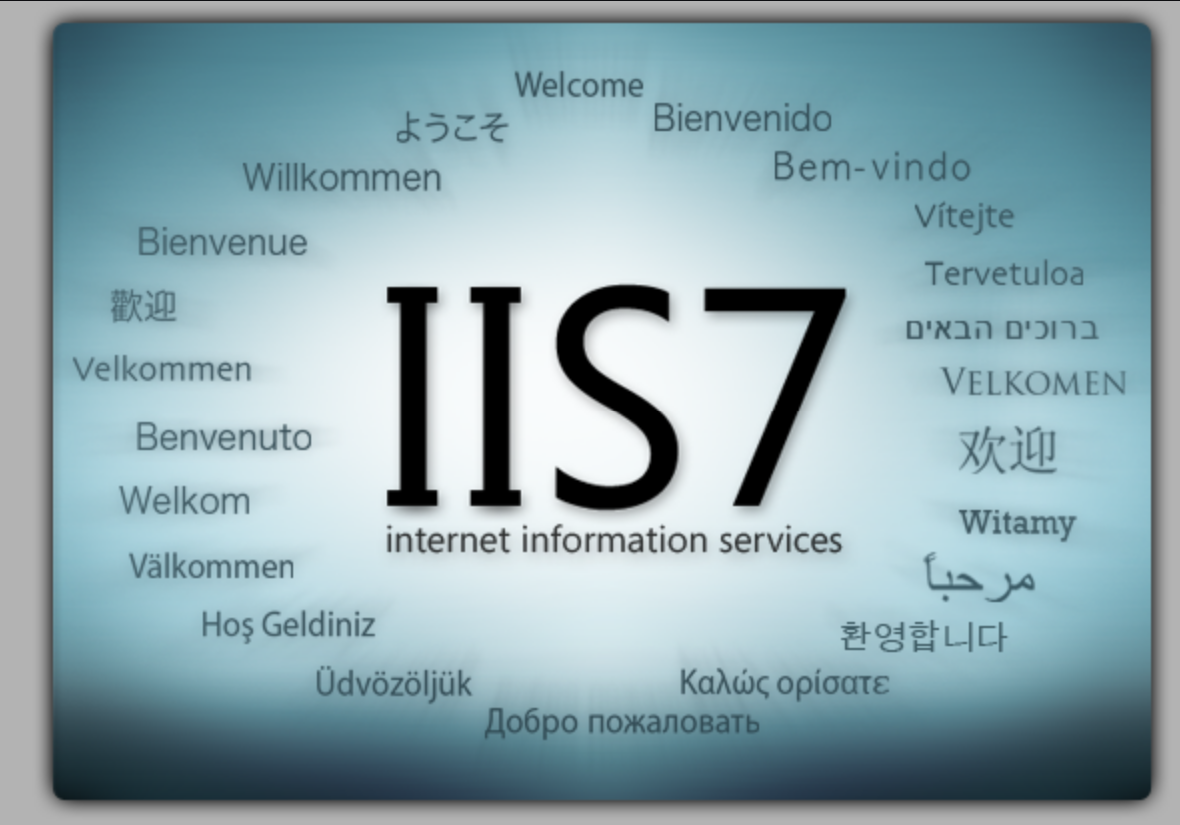 Welcome
Bienvenido
ようこそ
Bem-vindo
Willkommen
Vítejte
Bienvenue
Tervetuloa
歡迎
ברוכים הבאים
Velkommen
VELKOMEN
Benvenuto
欢迎
Welkom
Witamy
Välkommen
مرحباً
Hoş Geldiniz
환영합니다
Üdvözöljük
Καλώς ορίσατε
Добро пожаловать
IIS7
internet information services